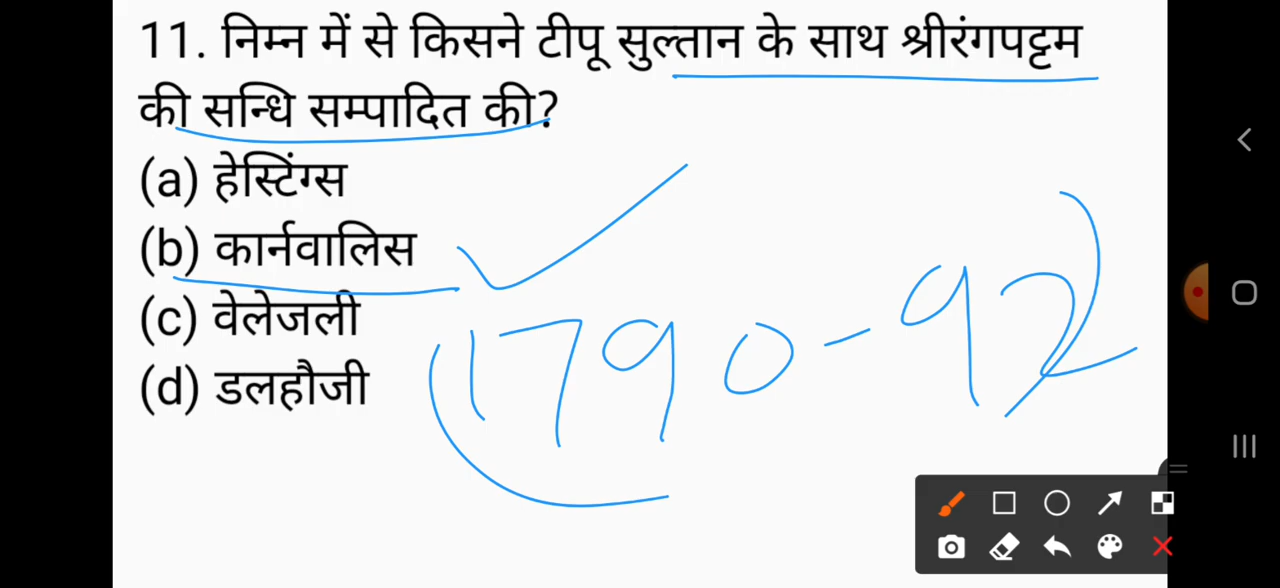 11. निम्न में से किसने टीपू सुल्तान के साथ श्रीरंगपट्टम
की सन्धि सम्पादित की?
(a) हेस्टिंग्स
(b) कार्नवालिस
(c) वेलेजली
(1790-92)
(d) डलहौजी